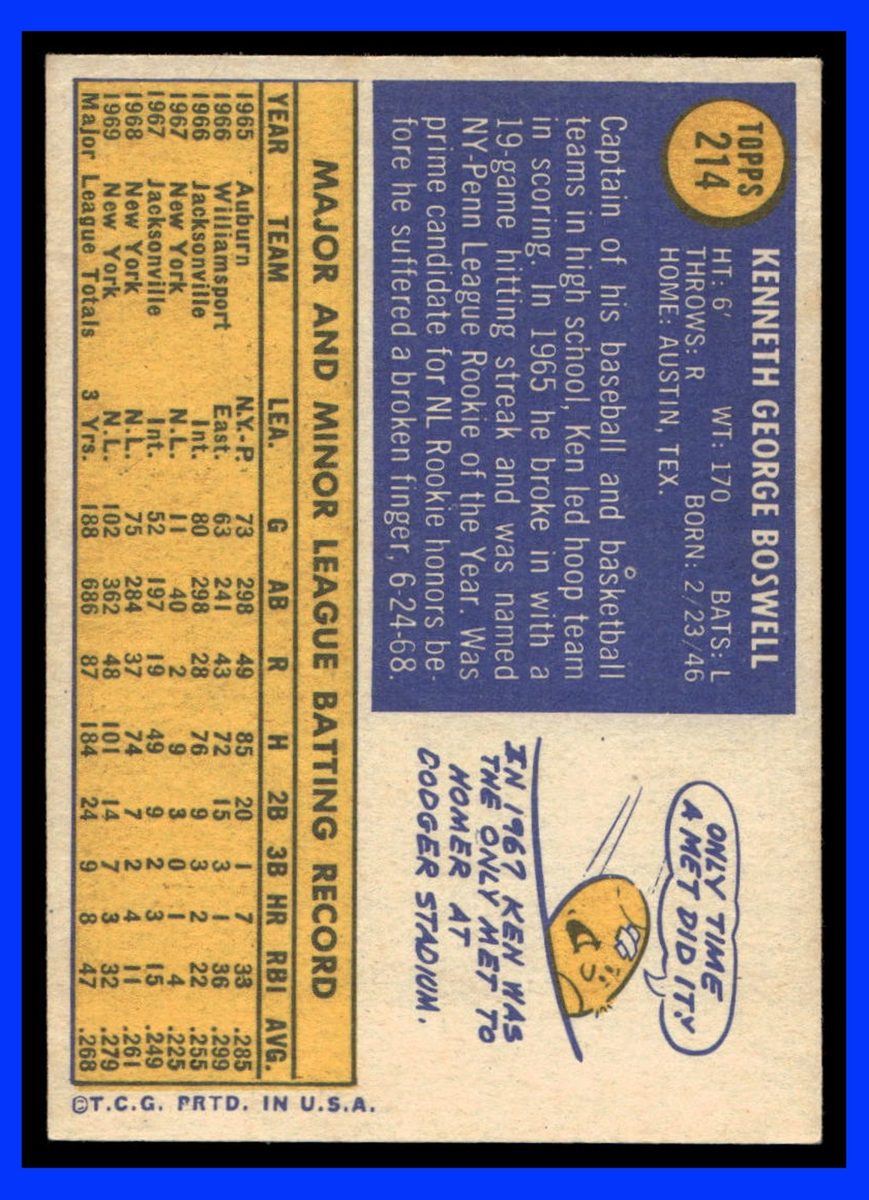 TOPPS
214
KENNETH GEORGE BOSWELL
HT: 6' WT: 170 BATS: L
THROWS: R BORN: 2/23/46
HOME: AUSTIN, TEX.
Captain of his baseball and basketball
teams in high school, Ken led hoop team
in scoring. In 1965 he broke in with a
19-game hitting streak and was named
NY-Penn League Rookie of the Year. Was
prime candidate for NL Rookie honors be-
fore he suffered a broken finger, 6-24-68.
ONLY TIME
A MET DID IT!
IN 1967 KEN WAS
THE ONLY MET TO
HOMER AT
DODGER STADIUM.
MAJOR AND MINOR LEAGUE BATTING RECORD
YEAR TEAM LEA. G AB R H 2B 3B HR RBI AVG.
1965 Auburn N.Y.-P. 73 298 49 85 20 1 7 33 .285
1966 Williamsport East. 63 241 43 72 15 3 1 36 .299
1966 Jacksonville Int. 80 298 28 76 9 3 2 22 .255
1967 New York N.L. 11 40 2 9 3 0 1 4 .225
1967 Jacksonville Int. 52 197 19 49 9 2 3 15 .249
1968 New York N.L. 75 284 37 74 7 2 4 11 .261
1969 New York N.L. 102 362 48 101 14 7 3 32 .279
Major League Totals 3 Yrs. 188 686 87 184 24 9 8 47 .268
©T.C.G. PRTD. IN U.S.A.